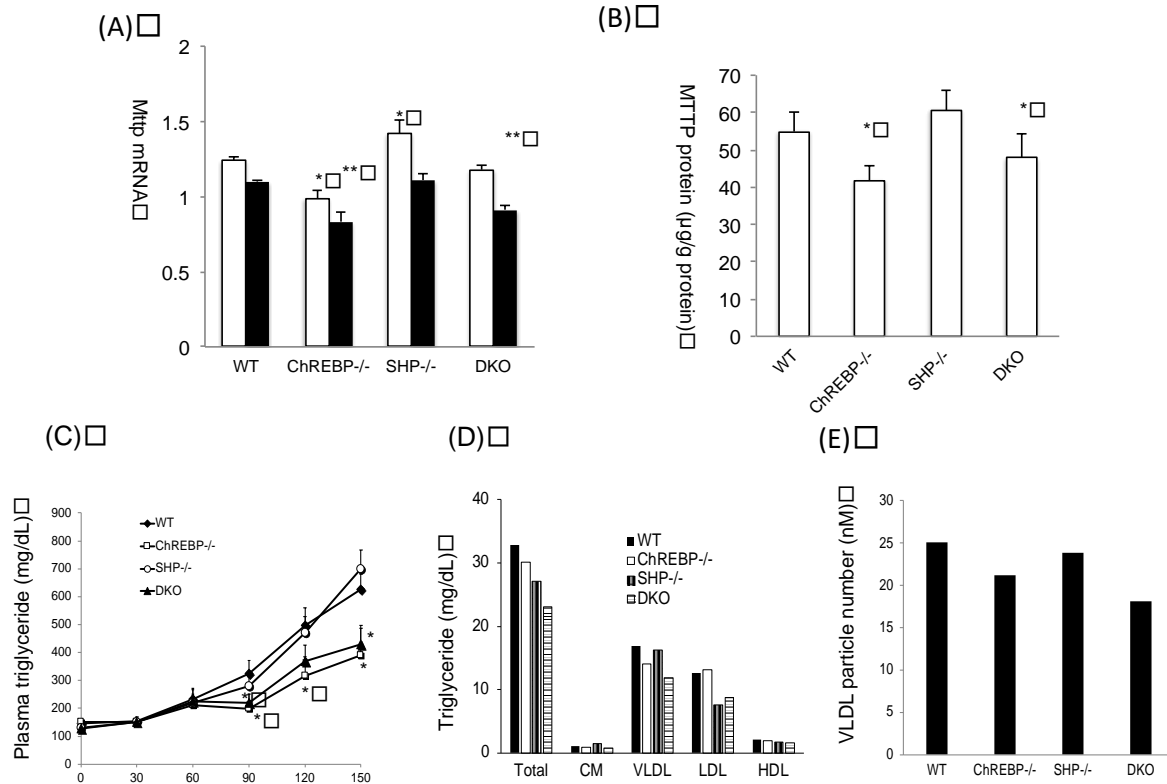 (A)□
Mttp mRNA□
2
1.5
1
0.5
0
*□
**□
*□
**□
WT ChREBP-/- SHP-/- DKO
(B)□
MTTP protein (µg/g protein)□
70
60
50
40
30
20
10
0
*□
*□
WT
ChREBP-/-
SHP-/-
DKO
(C)□
Plasma triglyceride (mg/dL)□
900
800
700
600
500
400
300
200
100
0
WT
ChREBP-/-
SHP-/-
DKO
*□
*□
*□
*
*
0 30 60 90 120 150
(D)□
Triglyceride (mg/dL)□
40
30
20
10
0
WT
ChREBP-/-
SHP-/-
DKO
Total CM VLDL LDL HDL
(E)□
VLDL particle number (nM)□
30
25
20
15
10
5
0
WT ChREBP-/- SHP-/- DKO